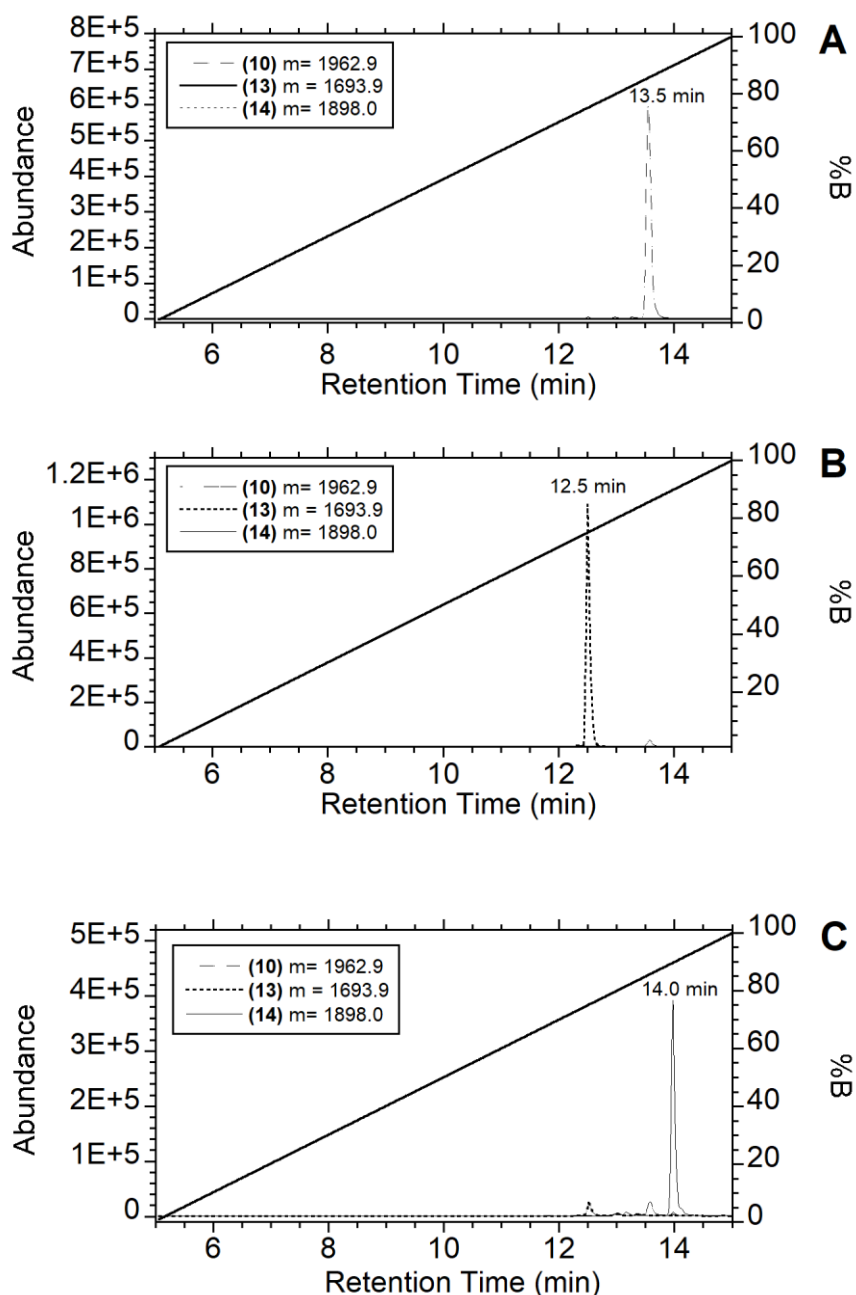 A
8E+5
7E+5
6E+5
5E+5
4E+5
3E+5
2E+5
1E+5
0
Abundance
(10) m= 1962.9
(13) m = 1693.9
(14) m= 1898.0
13.5 min
100
80
60
40
20
0
%B
6 8 10 12 14
Retention Time (min)
B
1.2E+6
1E+6
8E+5
6E+5
4E+5
2E+5
0
Abundance
(10) m= 1962.9
(13) m = 1693.9
(14) m= 1898.0
12.5 min
100
80
60
40
20
%B
6 8 10 12 14
Retention Time (min)
C
5E+5
4E+5
3E+5
2E+5
1E+5
0
Abundance
(10) m= 1962.9
(13) m = 1693.9
(14) m= 1898.0
14.0 min
100
80
60
40
20
0
%B
6 8 10 12 14
Retention Time (min)